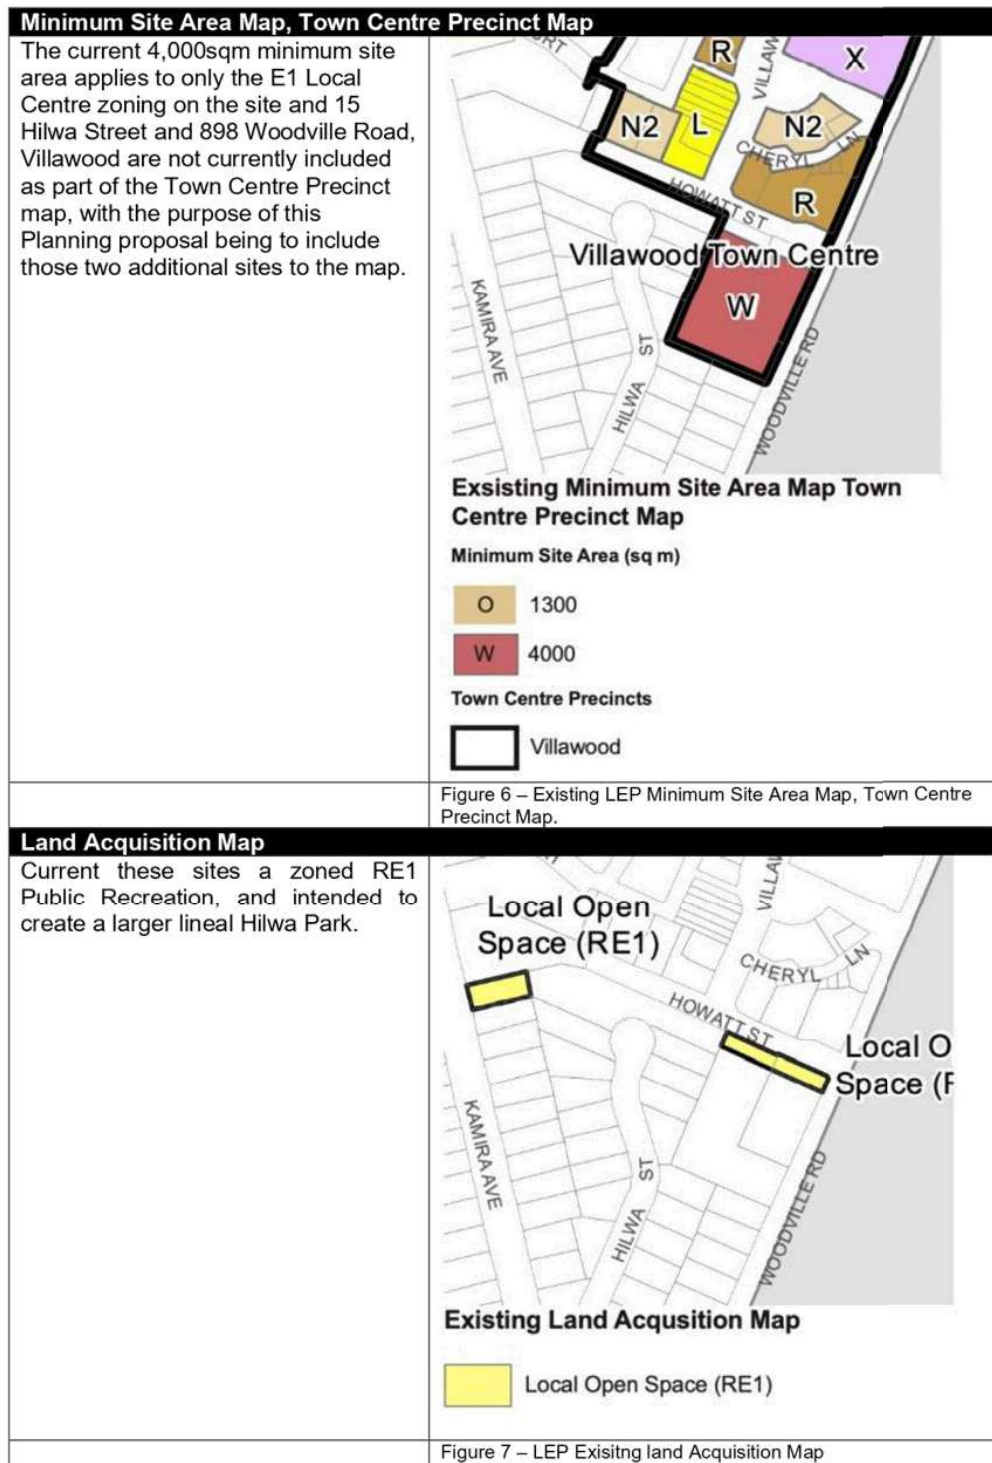 Minimum Site Area Map, Town Centre Precinct Map
The current 4,000sqm minimum site
area applies to only the E1 Local
Centre zoning on the site and 15
Hilwa Street and 898 Woodville Road,
Villawood are not currently included
as part of the Town Centre Precinct
map, with the purpose of this
Planning proposal being to include
those two additional sites to the map.
R
X
VILLAW
N2
L
N2
CHERYL LN
HOWATT ST
R
Villawood Town Centre
W
KAMIRA AVE
HILWA ST
WOODVILLE RD
Exsisting Minimum Site Area Map Town
Centre Precinct Map
Minimum Site Area (sq m)
O 1300
W 4000
Town Centre Precincts
Villawood
Figure 6 – Existing LEP Minimum Site Area Map, Town Centre
Precinct Map.
Land Acquisition Map
Current these sites a zoned RE1
Public Recreation, and intended to
create a larger lineal Hilwa Park.
Local Open
Space (RE1)
VILLAW
CHERYL LN
HOWATT ST
Local O
Space (F
KAMIRA AVE
HILWA ST
WOODVILLE RD
Existing Land Acqusition Map
Local Open Space (RE1)
Figure 7 – LEP Exisitng land Acquisition Map